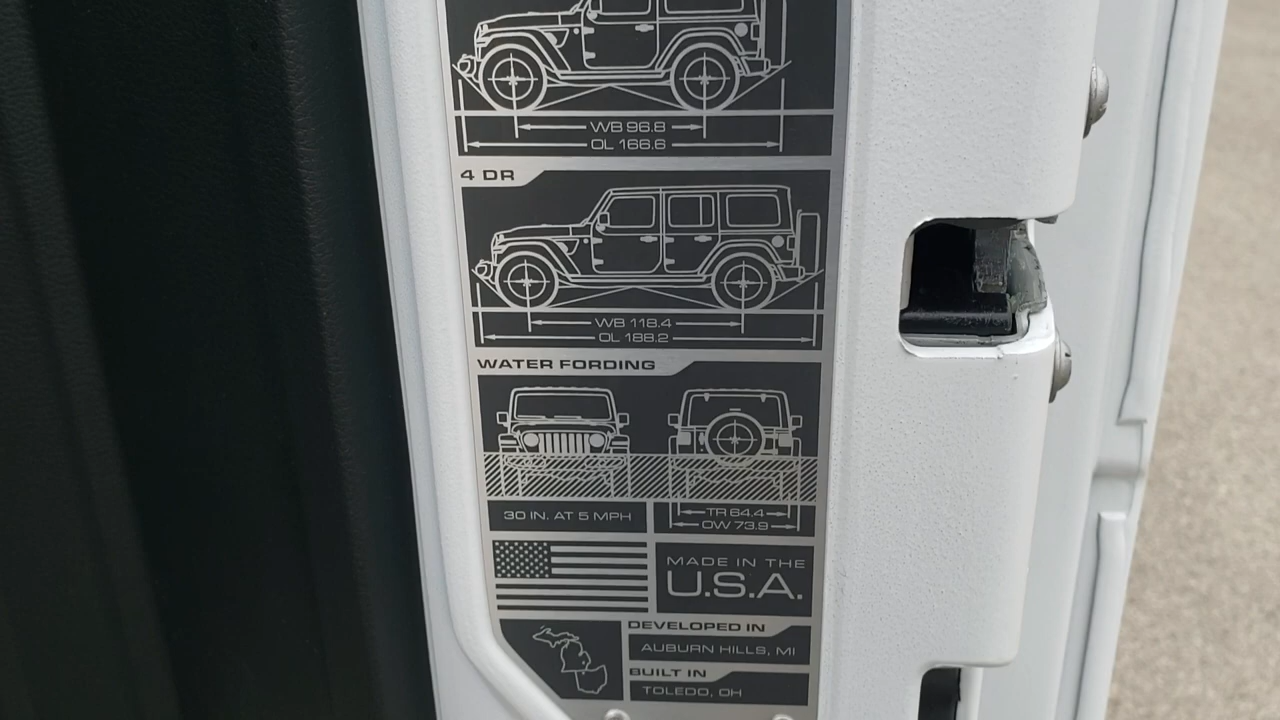 WB 96.8
OL 166.6
4 DR
WB 118.4
OL 188.2
WATER FORDING
30 IN. AT 5 MPH
TR 64.4
OW 73.9
MADE IN THE
U.S.A.
DEVELOPED IN
AUBURN HILLS, MI
BUILT IN
TOLEDO, OH